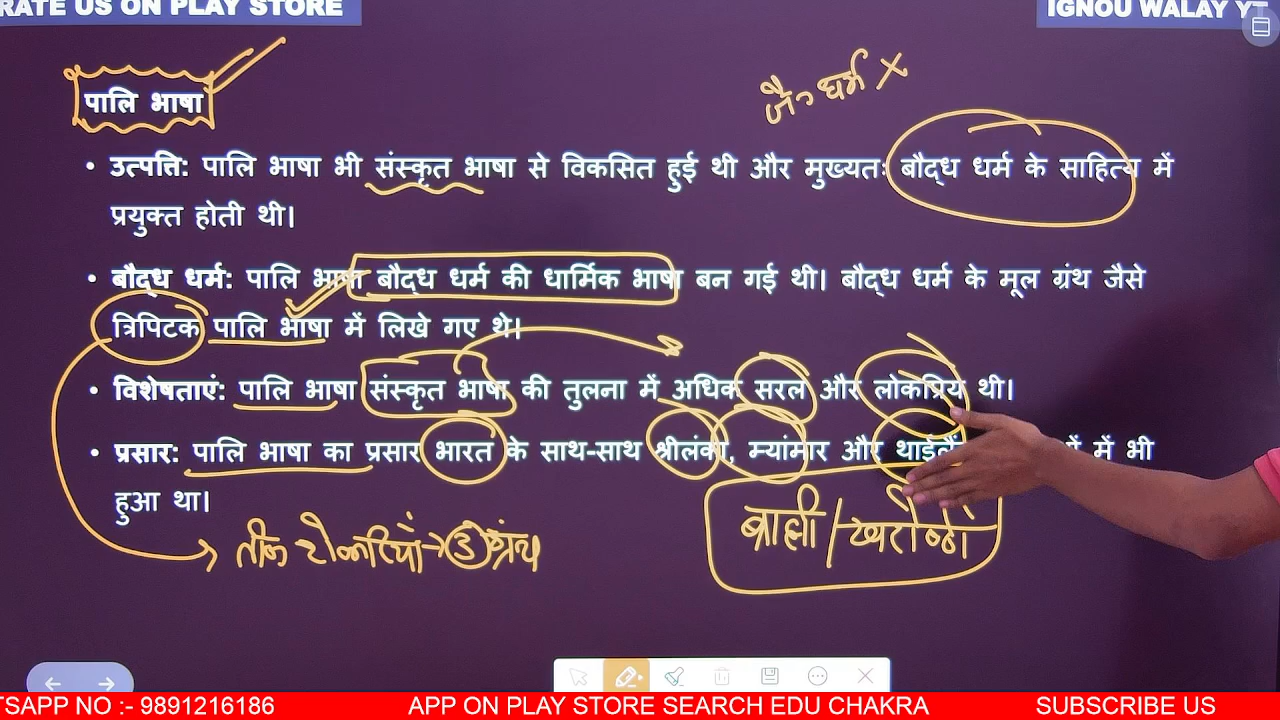 RATE US ON PLAY STORE
IGNOU WALAY YT
पालि भाषा
जैन धर्म X
• उत्पत्ति: पालि भाषा भी संस्कृत भाषा से विकसित हुई थी और मुख्यतः बौद्ध धर्म के साहित्य में
प्रयुक्त होती थी।
• बौद्ध धर्म: पालि भाषा बौद्ध धर्म की धार्मिक भाषा बन गई थी। बौद्ध धर्म के मूल ग्रंथ जैसे
त्रिपिटक पालि भाषा में लिखे गए थे।
• विशेषताएं: पालि भाषा संस्कृत भाषा की तुलना में अधिक सरल और लोकप्रिय थी।
• प्रसार: पालि भाषा का प्रसार भारत के साथ-साथ श्रीलंका, म्यांमार और में भी
हुआ था।
तीन टोकरियाँ → ③ ग्रंथ
ब्राह्मी / खरोष्ठी
TSAPP NO :- 9891216186
APP ON PLAY STORE SEARCH EDU CHAKRA
SUBSCRIBE US